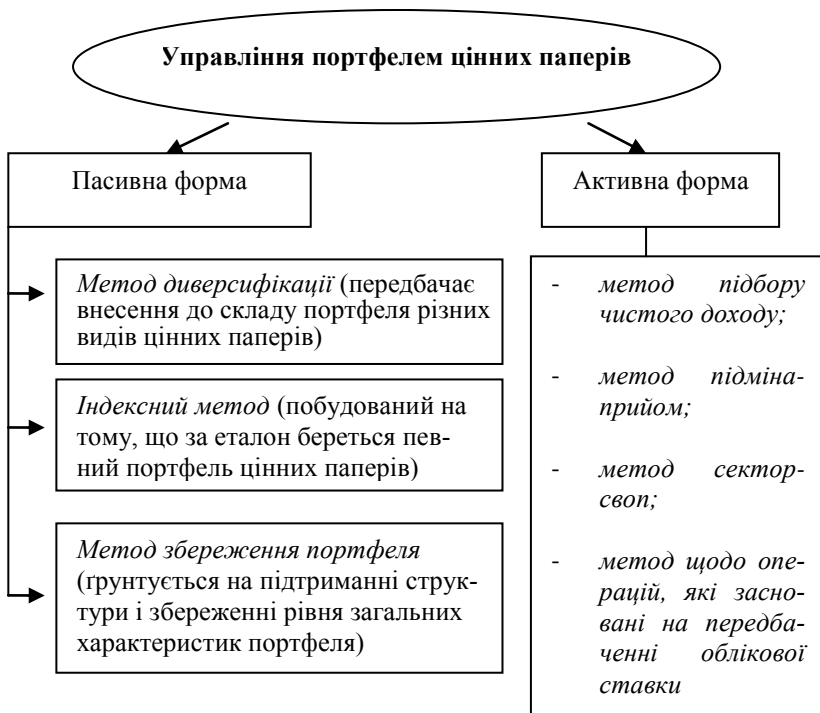 Управління портфелем цінних паперів
Пасивна форма
Метод диверсифікації (передбачає
внесення до складу портфеля різних
видів цінних паперів)
Індексний метод (побудований на
тому, що за еталон береться пев-
ний портфель цінних паперів)
Метод збереження портфеля
(ґрунтується на підтриманні струк-
тури і збереженні рівня загальних
характеристик портфеля)
Активна форма
- метод підбору
чистого доходу;
- метод підміна-
прийом;
- метод сектор-
своп;
- метод щодо опе-
рацій, які засно-
вані на передба-
ченні облікової
ставки